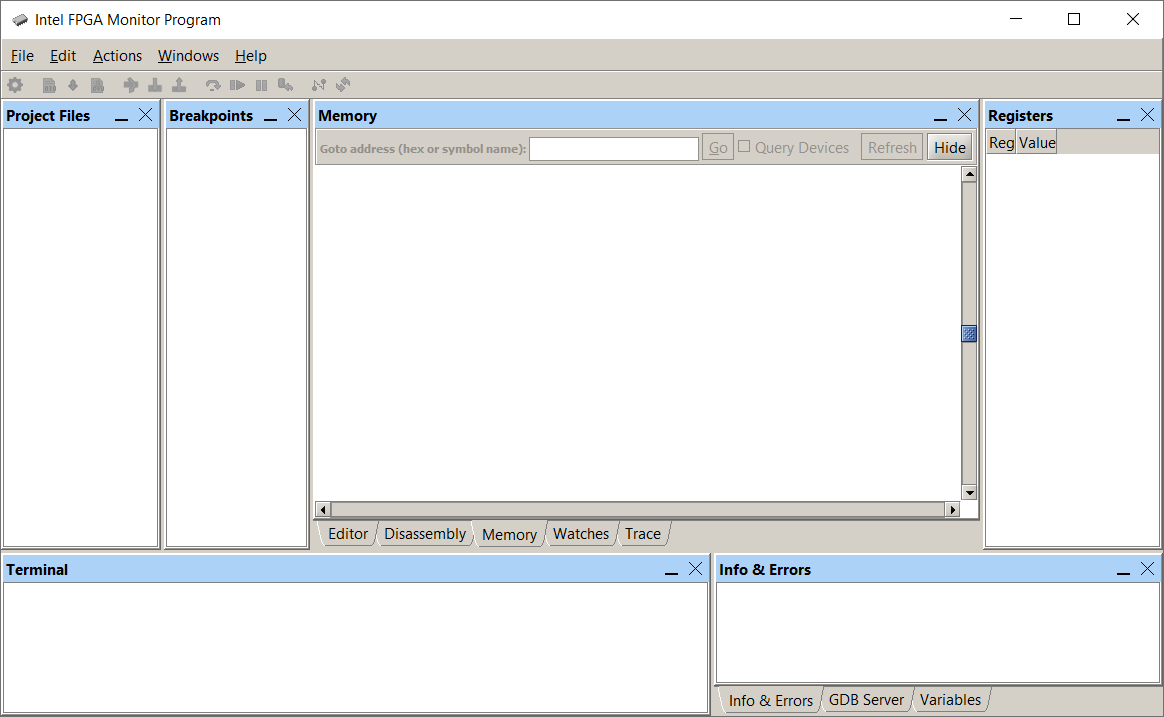 Intel FPGA Monitor Program
File Edit Actions Windows Help
Project Files
Breakpoints
Memory
Registers
Goto address (hex or symbol name): Go Query Devices Refresh Hide
Reg Value
Editor Disassembly Memory Watches Trace
Terminal
Info & Errors
Info & Errors GDB Server Variables